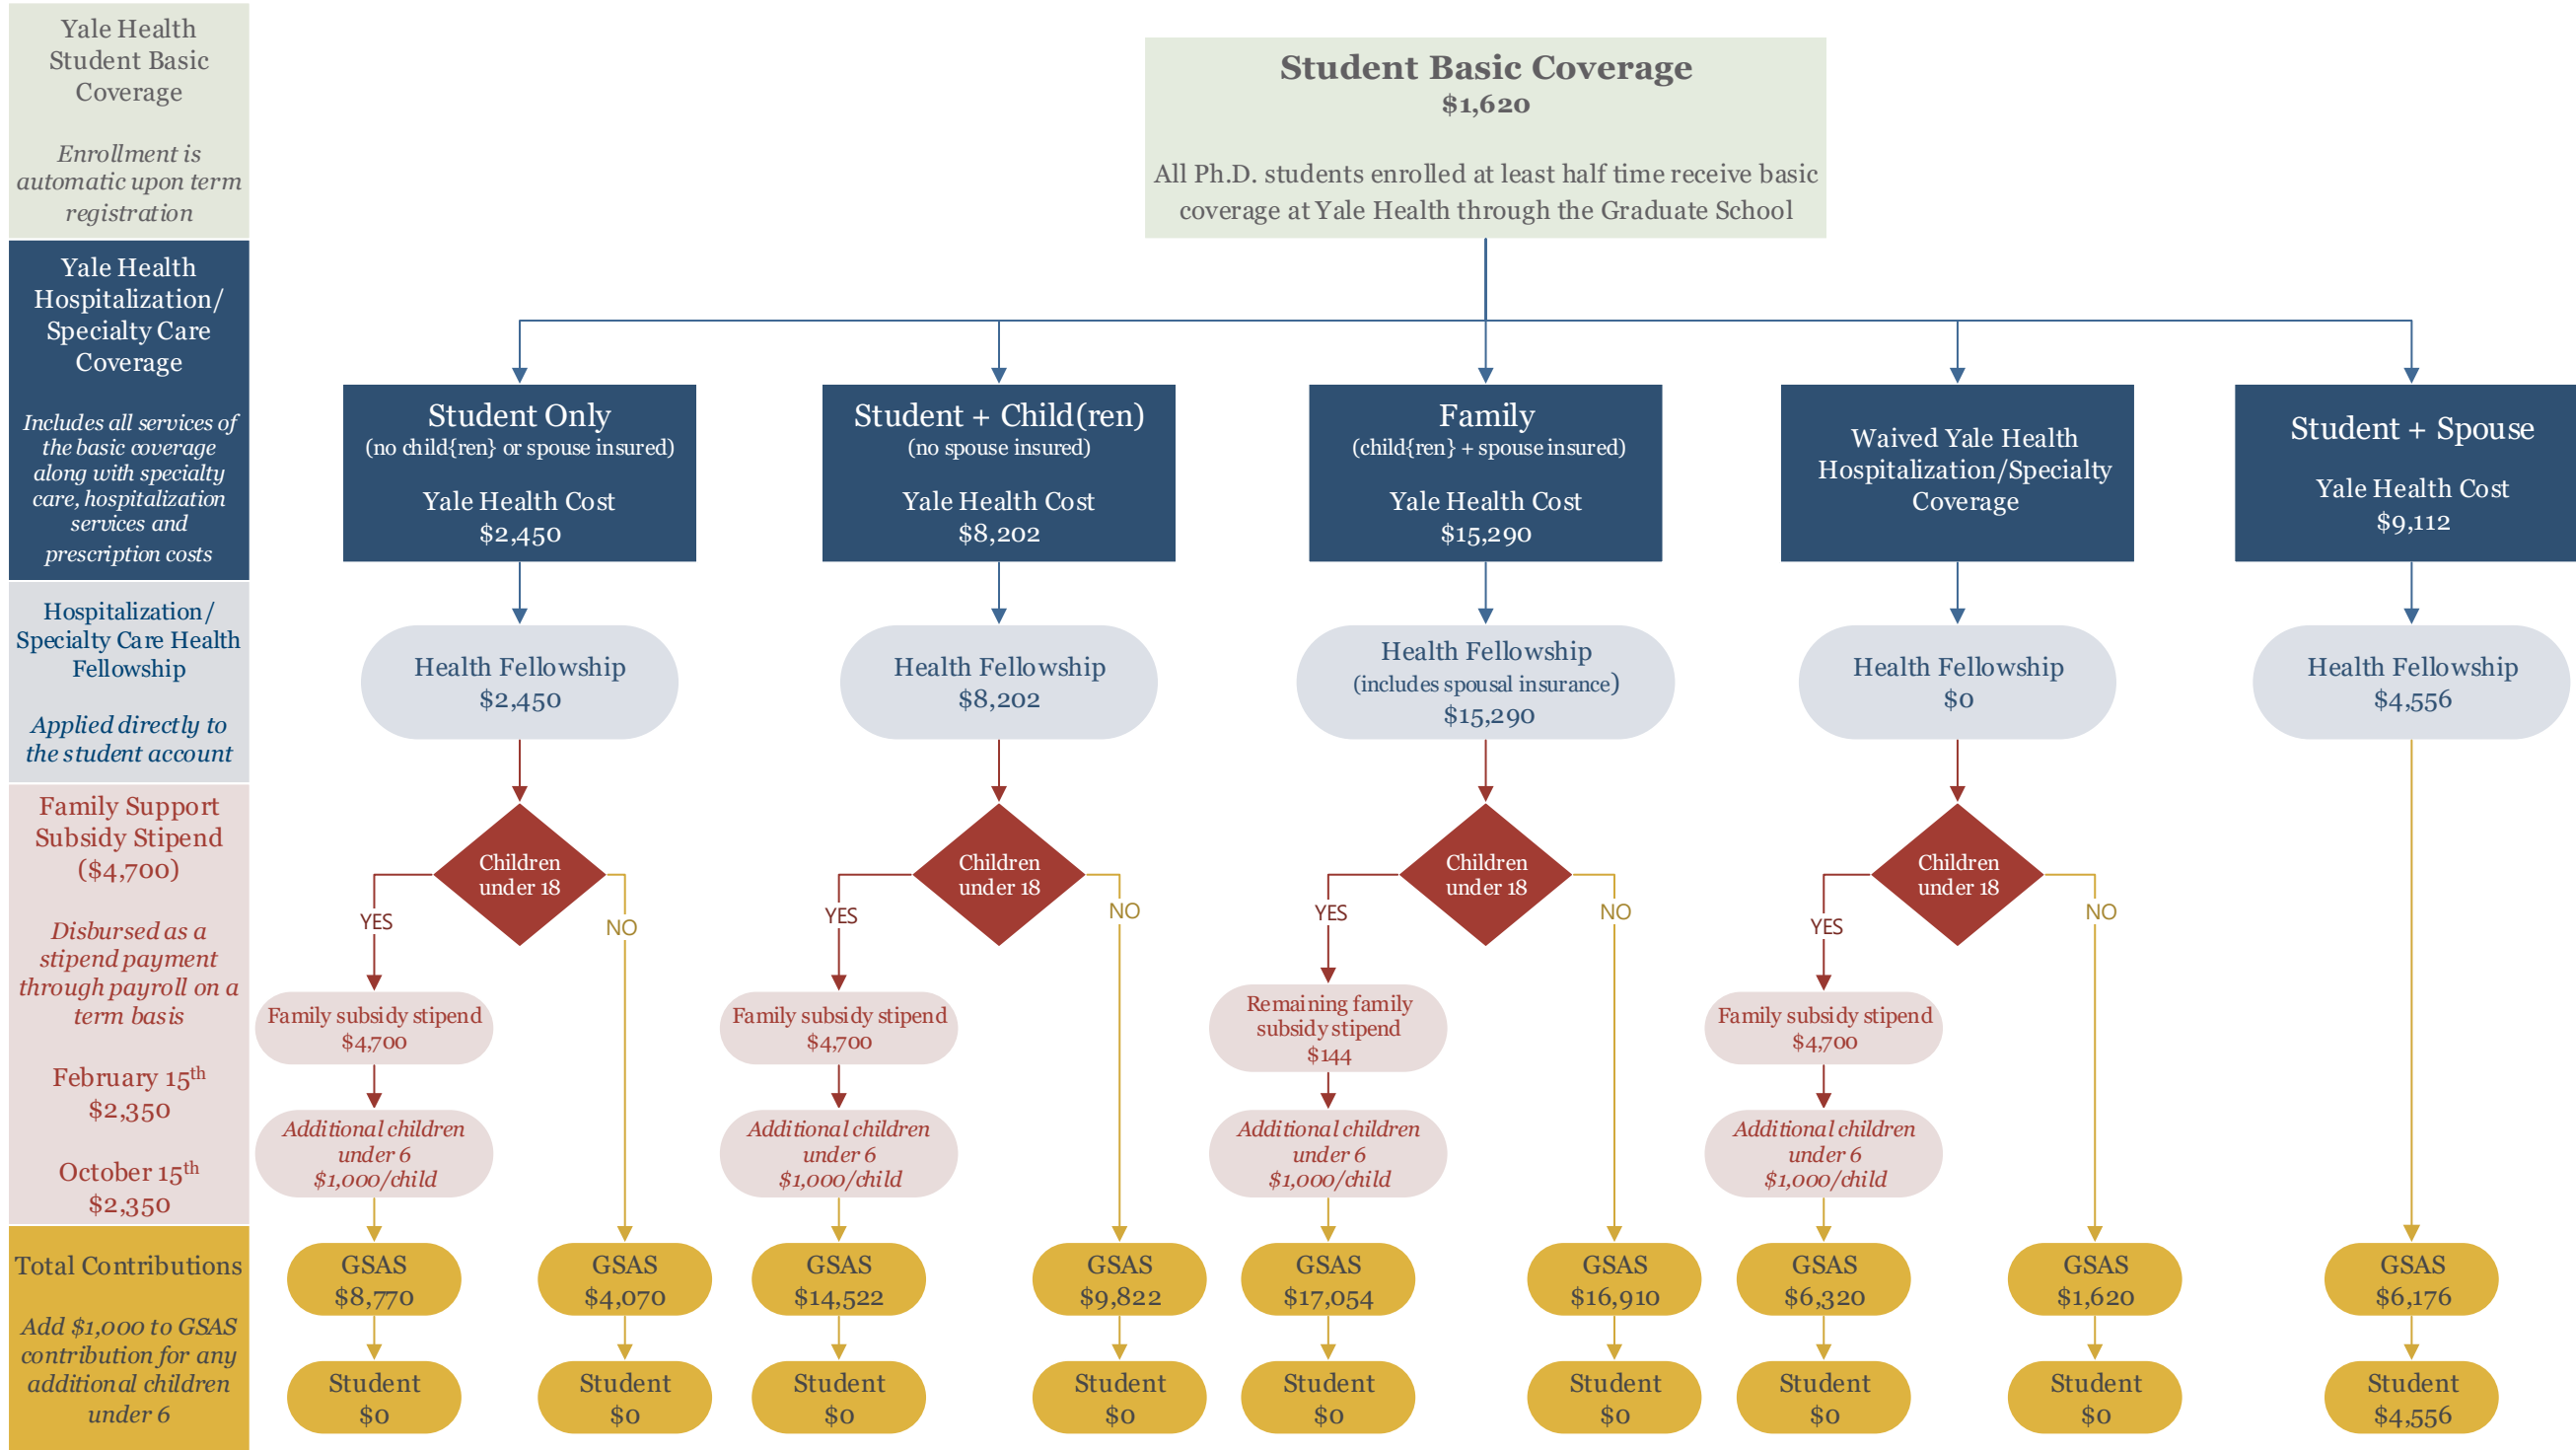 Yale Health
Student Basic
Coverage
Enrollment is
automatic upon term
registration
Yale Health
Hospitalization/
Specialty Care
Coverage
Includes all services of
the basic coverage
along with specialty
care, hospitalization
services and
prescription costs
Hospitalization/
Specialty Care Health
Fellowship
Applied directly to
the student account
Family Support
Subsidy Stipend
($4,700)
Disbursed as a
stipend payment
through payroll on a
term basis
February 15th
$2,350
October 15th
$2,350
Total Contributions
Add $1,000 to GSAS
contribution for any
additional children
under 6
Student Basic Coverage
$1,620
All Ph.D. students enrolled at least half time receive basic
coverage at Yale Health through the Graduate School
Student Only
(no child{ren} or spouse insured)
Yale Health Cost
$2,450
Student + Child(ren)
(no spouse insured)
Yale Health Cost
$8,202
Family
(child{ren} + spouse insured)
Yale Health Cost
$15,290
Waived Yale Health
Hospitalization/Specialty
Coverage
Student + Spouse
Yale Health Cost
$9,112
Health Fellowship
$2,450
Health Fellowship
$8,202
Health Fellowship
(includes spousal insurance)
$15,290
Health Fellowship
$0
Health Fellowship
$4,556
Children
under 18
Children
under 18
Children
under 18
Children
under 18
YES
NO
YES
NO
YES
NO
YES
NO
Family subsidy stipend
$4,700
Family subsidy stipend
$4,700
Remaining family
subsidy stipend
$144
Family subsidy stipend
$4,700
Additional children
under 6
$1,000/child
Additional children
under 6
$1,000/child
Additional children
under 6
$1,000/child
Additional children
under 6
$1,000/child
GSAS
$8,770
GSAS
$4,070
GSAS
$14,522
GSAS
$9,822
GSAS
$17,054
GSAS
$16,910
GSAS
$6,320
GSAS
$1,620
GSAS
$6,176
Student
$0
Student
$0
Student
$0
Student
$0
Student
$0
Student
$0
Student
$0
Student
$0
Student
$4,556